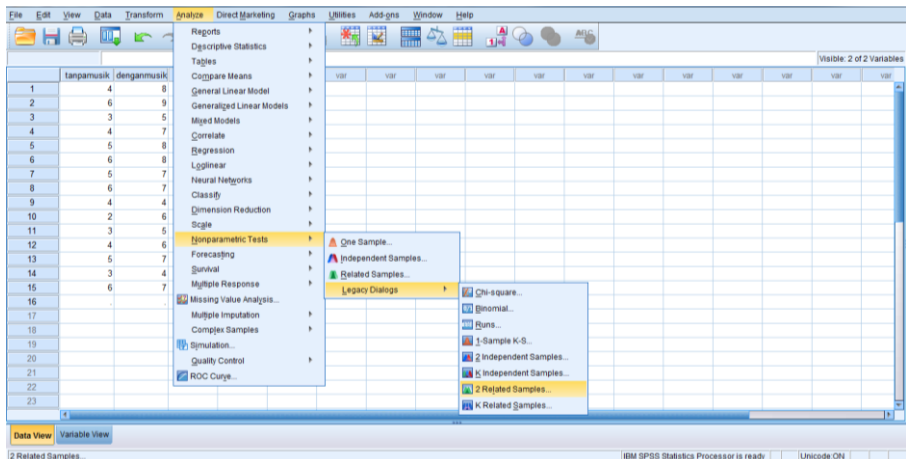 File Edit View Data Transform Analyze Direct Marketing Graphs Utilities Add-ons Window Help
Visible: 2 of 2 Variables
tanpamusik denganmusik var var var var var var var var var var var var
1 4 8
2 6 9
3 3 5
4 4 7
5 5 8
6 6 8
7 5 7
8 6 7
9 4 4
10 2 6
11 3 5
12 4 6
13 5 7
14 3 4
15 6 7
16 . .
17
18
19
20
21
22
23
Reports
Descriptive Statistics
Tables
Compare Means
General Linear Model
Generalized Linear Models
Mixed Models
Correlate
Regression
Loglinear
Neural Networks
Classify
Dimension Reduction
Scale
Nonparametric Tests
Forecasting
Survival
Multiple Response
Missing Value Analysis...
Multiple Imputation
Complex Samples
Simulation...
Quality Control
ROC Curve...
One Sample...
Independent Samples...
Related Samples...
Legacy Dialogs
Chi-square...
Binomial...
Runs...
1-Sample K-S...
2 Independent Samples...
K Independent Samples...
2 Related Samples...
K Related Samples...
Data View Variable View
2 Related Samples... IBM SPSS Statistics Processor is ready Unicode:ON